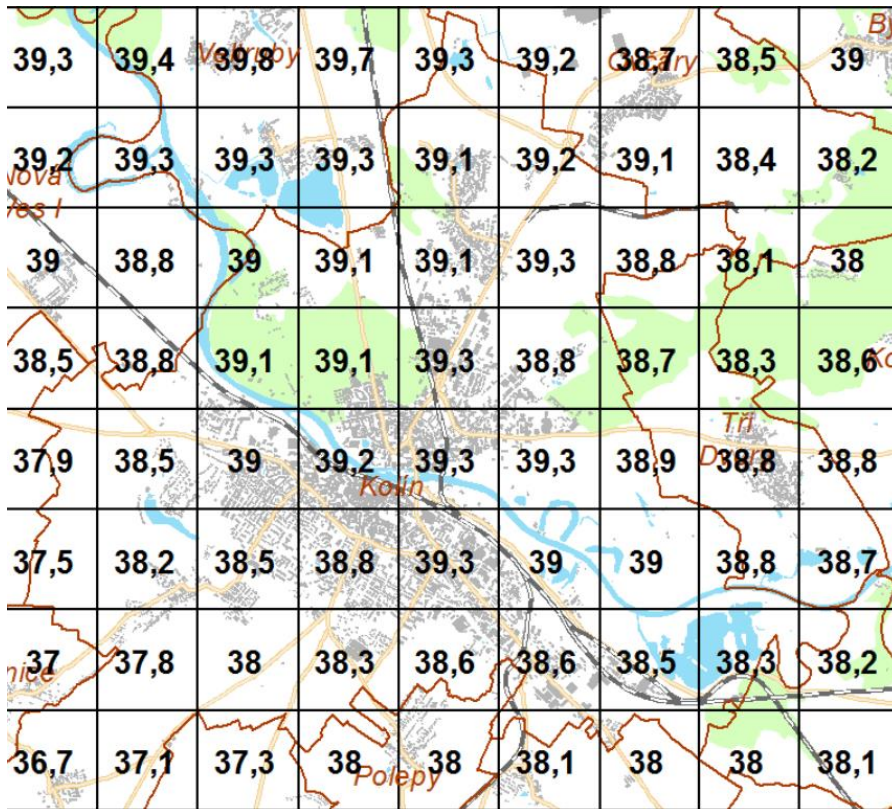 39,3 39,4 39,8 39,7 39,3 39,2 38,7 38,5 39
39,2 39,3 39,3 39,3 39,1 39,2 39,1 38,4 38,2
39 38,8 39 39,1 39,1 39,3 38,8 38,1 38
38,5 38,8 39,1 39,1 39,3 38,8 38,7 38,3 38,6
Tři
37,9 38,5 39 39,2 39,3 39,3 38,9 38,8 38,8
Kolín
37,5 38,2 38,5 38,8 39,3 39 39 38,8 38,7
37 37,8 38 38,3 38,6 38,6 38,5 38,3 38,2
36,7 37,1 37,3 38 38 38,1 38 38 38,1
Polepy